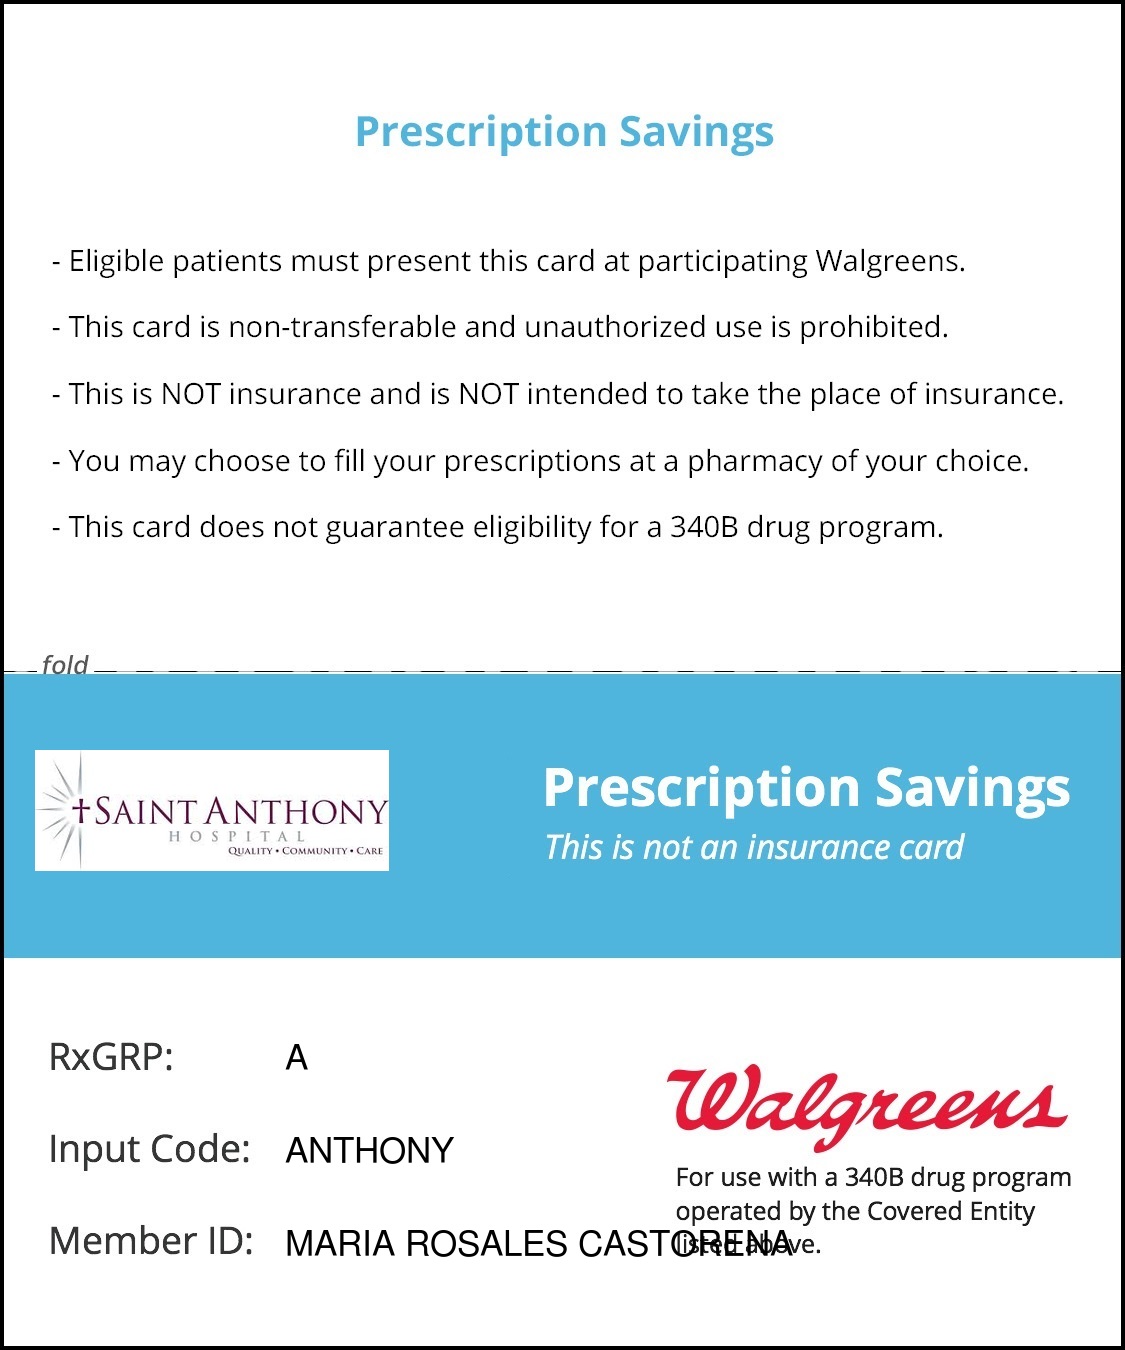 Prescription Savings
- Eligible patients must present this card at participating Walgreens.
- This card is non-transferable and unauthorized use is prohibited.
- This is NOT insurance and is NOT intended to take the place of insurance.
- You may choose to fill your prescriptions at a pharmacy of your choice.
- This card does not guarantee eligibility for a 340B drug program.
fold
SAINT ANTHONY
HOSPITAL
QUALITY • COMMUNITY • CARE
Prescription Savings
This is not an insurance card
RxGRP: A
Input Code: ANTHONY
Member ID: MARIA ROSALES CASTORENA
Walgreens
For use with a 340B drug program
operated by the Covered Entity
listed above.